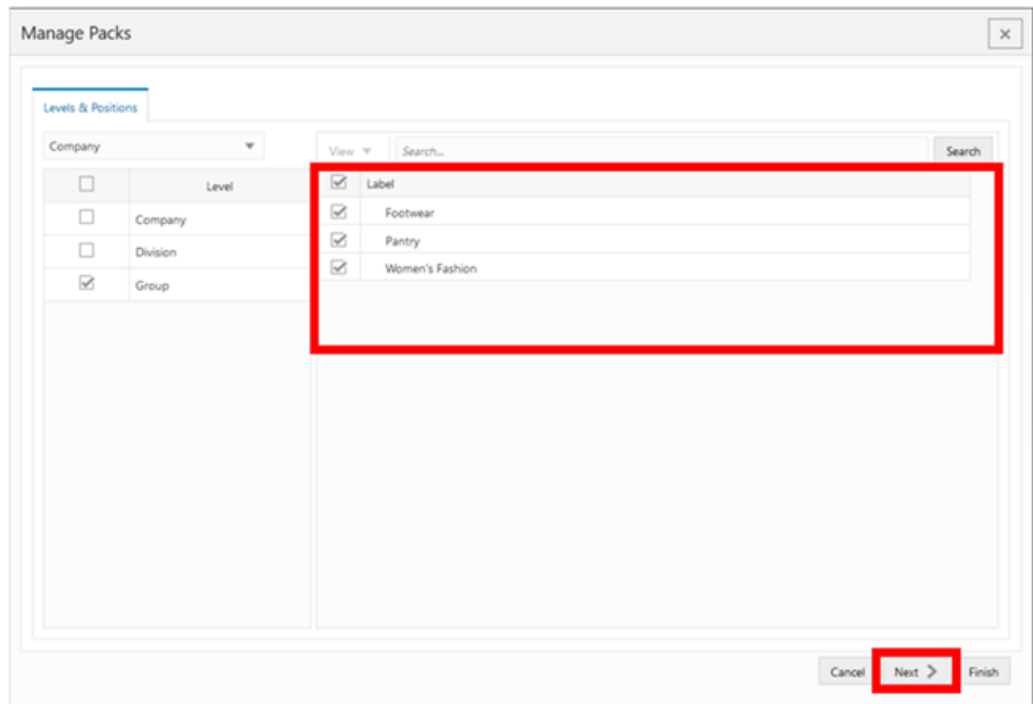 Manage Packs
Levels & Positions
Company
View
Search...
Search
Level
Company
Division
Group
Label
Footwear
Pantry
Women's Fashion
Cancel
Next
Finish